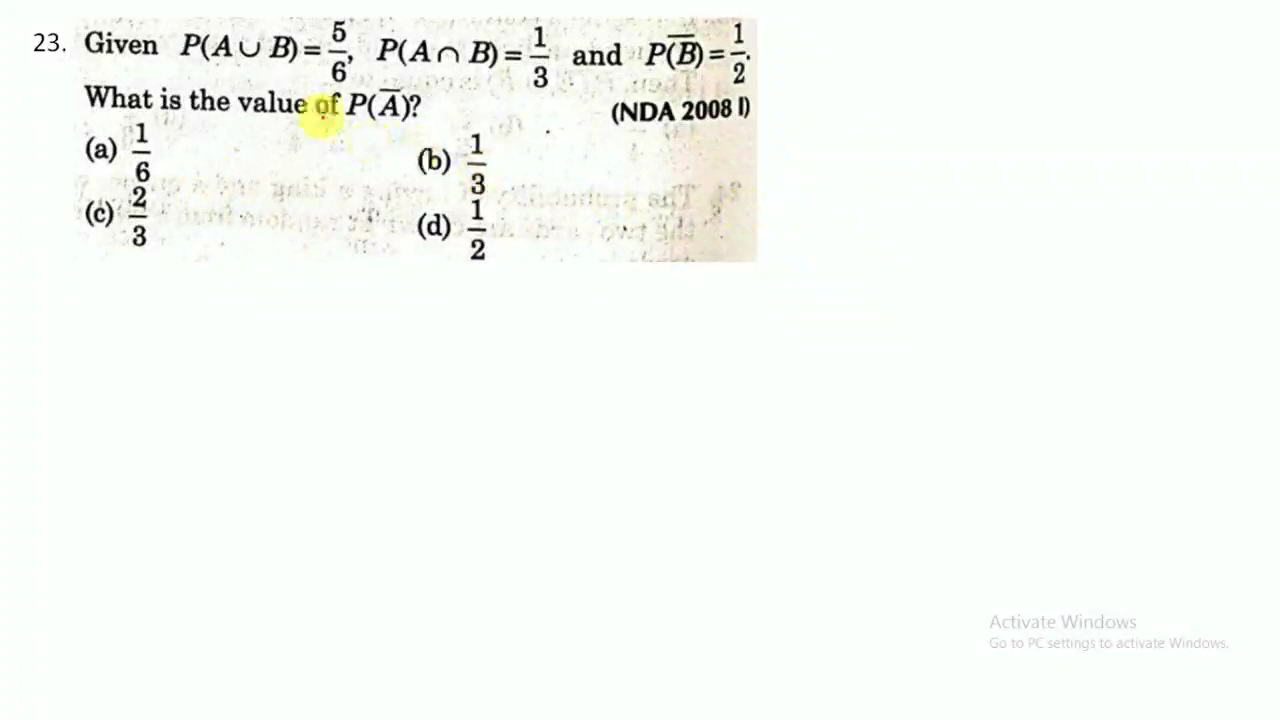 23. Given P(A ∪ B) = 5/6, P(A ∩ B) = 1/3 and P(B̅) = 1/2.
What is the value of P(A̅)? (NDA 2008 I)
(a) 1/6 (b) 1/3
(c) 2/3 (d) 1/2
Activate Windows
Go to PC settings to activate Windows.